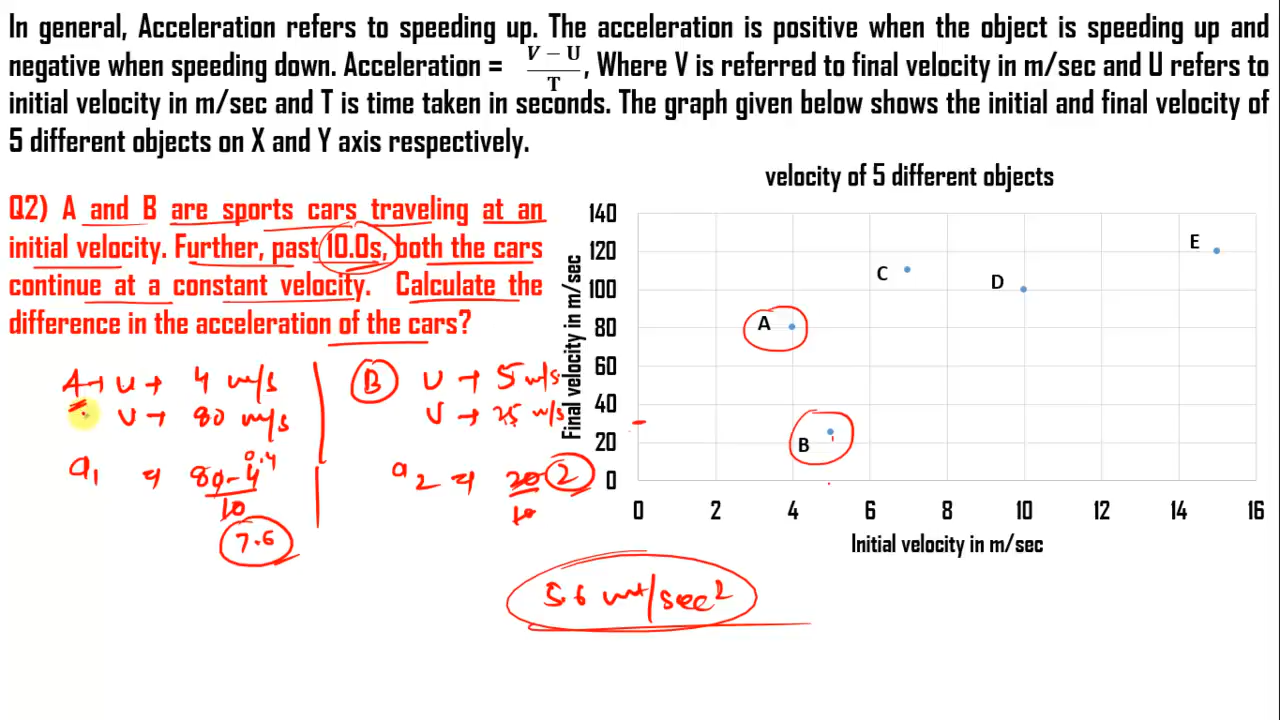 In general, Acceleration refers to speeding up. The acceleration is positive when the object is speeding up and
negative when speeding down. Acceleration = V − U / T, Where V is referred to final velocity in m/sec and U refers to
initial velocity in m/sec and T is time taken in seconds. The graph given below shows the initial and final velocity of
5 different objects on X and Y axis respectively.
Q2) A and B are sports cars traveling at an
initial velocity. Further, past 10.0s, both the cars
continue at a constant velocity. Calculate the
difference in the acceleration of the cars?
A → u → 4 m/s
v → 80 m/s
a1 = 80 - 4 / 10
0.4
7.6
B u → 5 m/s
v → 25 m/s
a2 = 20 / 10 2
5.6 mt/sec2
velocity of 5 different objects
Final velocity in m/sec
140
120
100
80
60
40
20
0
A
B
C
D
E
0 2 4 6 8 10 12 14 16
Initial velocity in m/sec